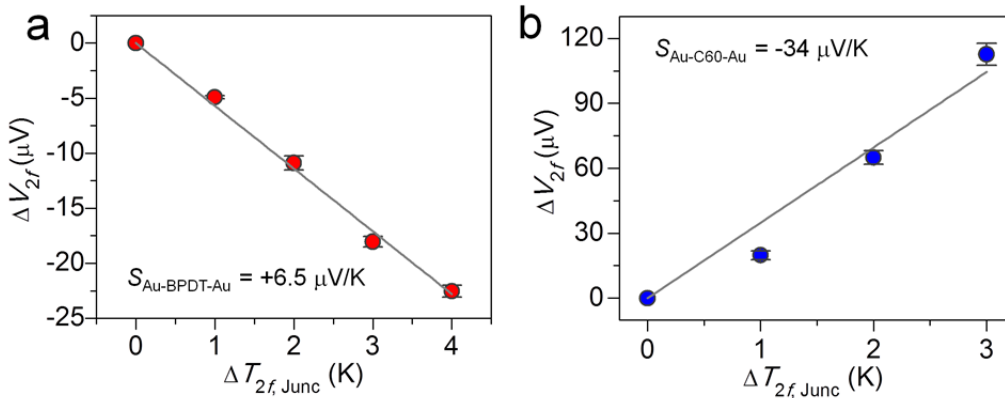 a
0
-5
-10
-15
-20
-25
ΔV2f (μV)
SAu-BPDT-Au = +6.5 μV/K
0 1 2 3 4
ΔT2f, Junc (K)
b
120
90
60
30
0
ΔV2f (μV)
SAu-C60-Au = -34 μV/K
0 1 2 3
ΔT2f, Junc (K)